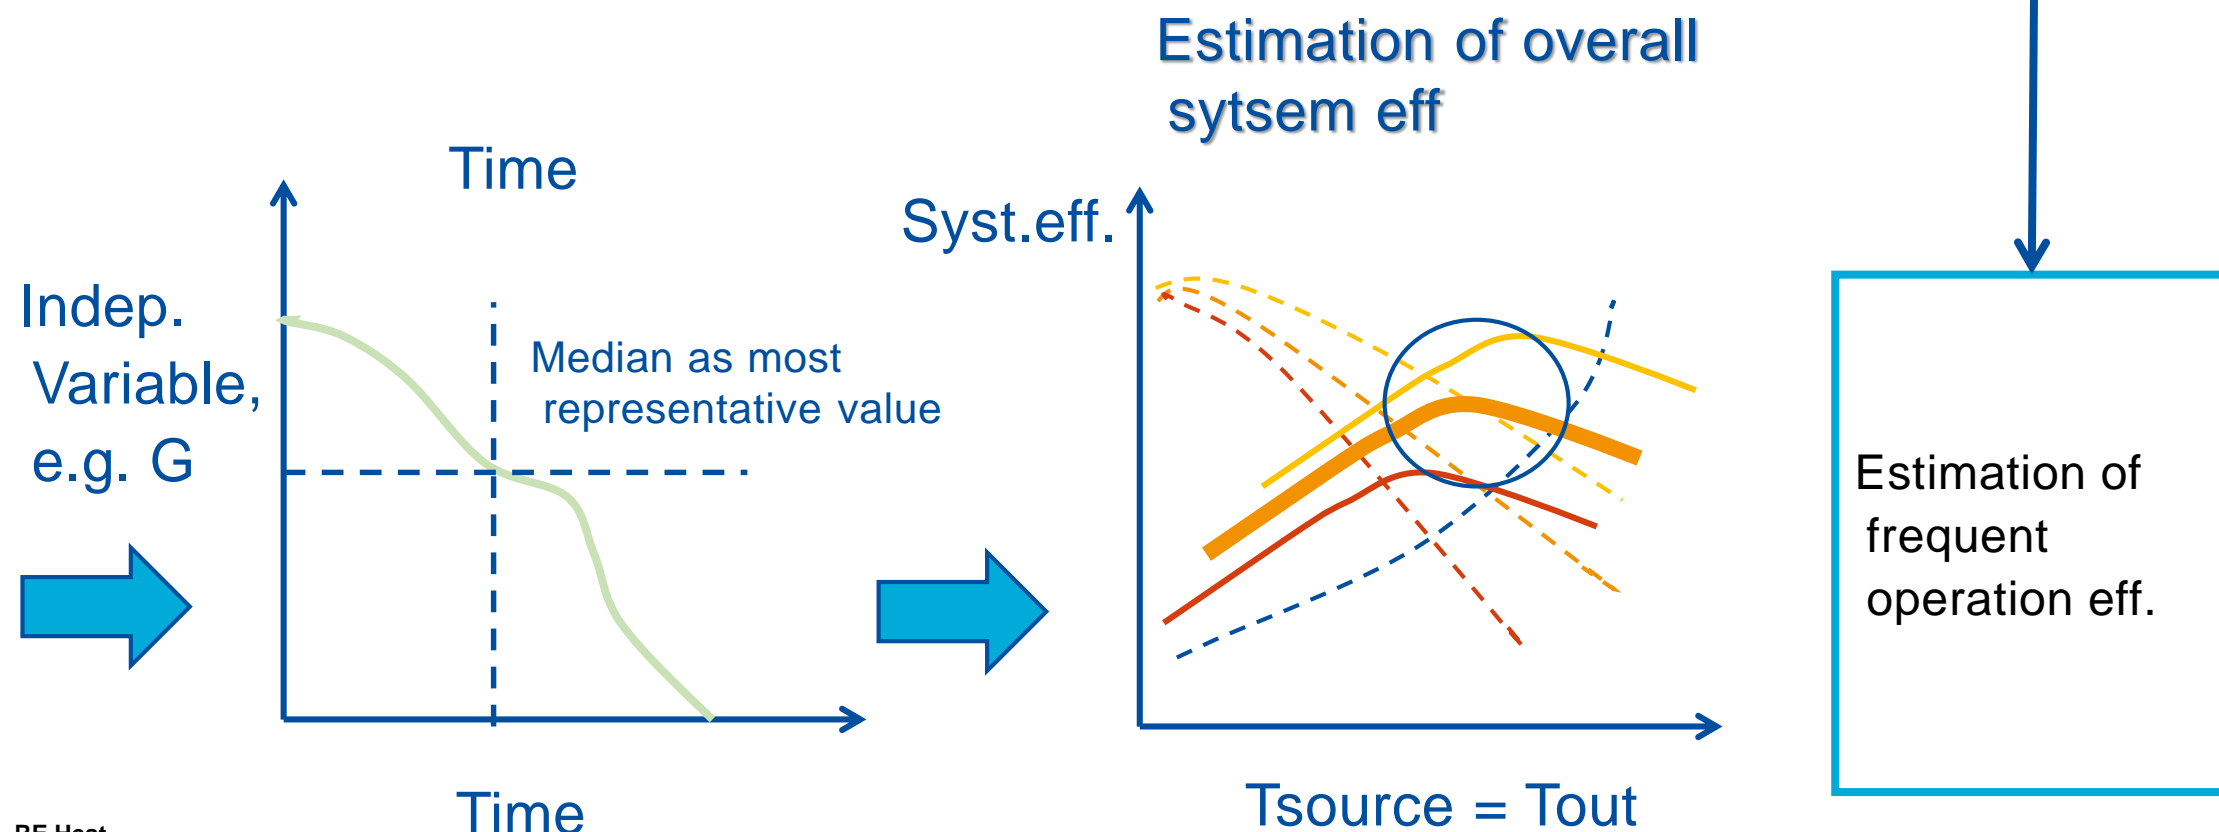 Estimation of overall
sytsem eff
Time
Syst.eff.
Indep.
Variable,
e.g. G
Median as most
representative value
Estimation of
frequent
operation eff.
Tsource = Tout
Time